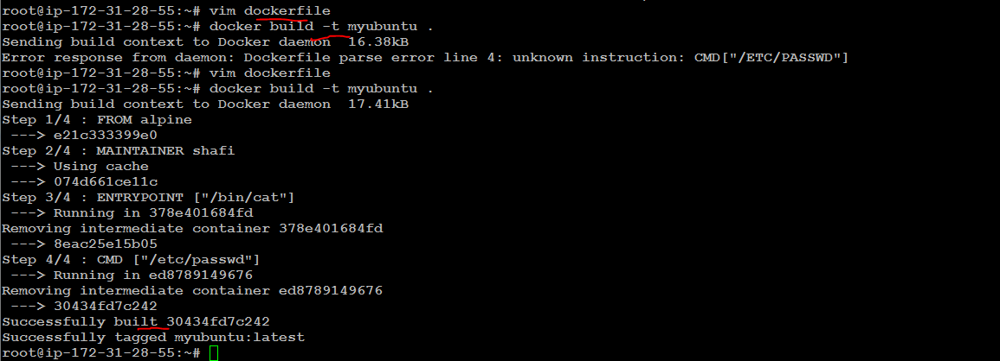 root@ip-172-31-28-55:~# vim dockerfile
root@ip-172-31-28-55:~# docker build -t myubuntu .
Sending build context to Docker daemon  16.38kB
Error response from daemon: Dockerfile parse error line 4: unknown instruction: CMD["/ETC/PASSWD"]
root@ip-172-31-28-55:~# vim dockerfile
root@ip-172-31-28-55:~# docker build -t myubuntu .
Sending build context to Docker daemon  17.41kB
Step 1/4 : FROM alpine
 ---> e21c333399e0
Step 2/4 : MAINTAINER shafi
 ---> Using cache
 ---> 074d661ce11c
Step 3/4 : ENTRYPOINT ["/bin/cat"]
 ---> Running in 378e401684fd
Removing intermediate container 378e401684fd
 ---> 8eac25e15b05
Step 4/4 : CMD ["/etc/passwd"]
 ---> Running in ed8789149676
Removing intermediate container ed8789149676
 ---> 30434fd7c242
Successfully built 30434fd7c242
Successfully tagged myubuntu:latest
root@ip-172-31-28-55:~#